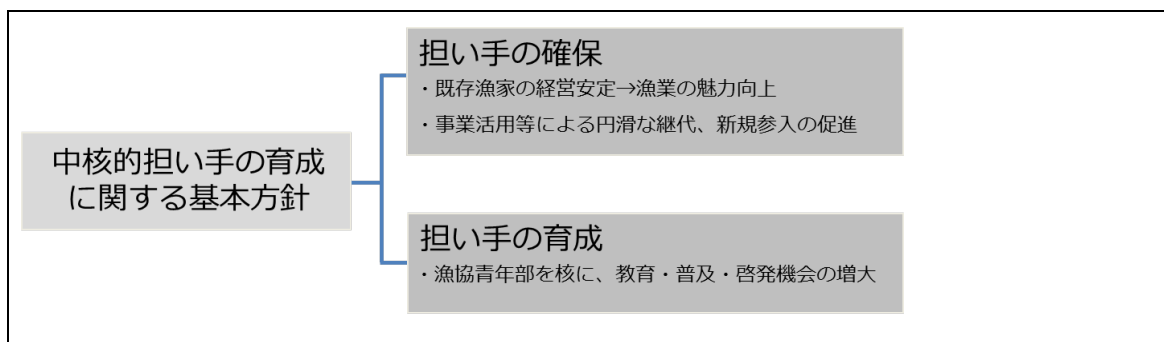 中核的担い手の育成
に関する基本方針
担い手の確保
・既存漁家の経営安定→漁業の魅力向上
・事業活用等による円滑な継代、新規参入の促進
担い手の育成
・漁協青年部を核に、教育・普及・啓発機会の増大